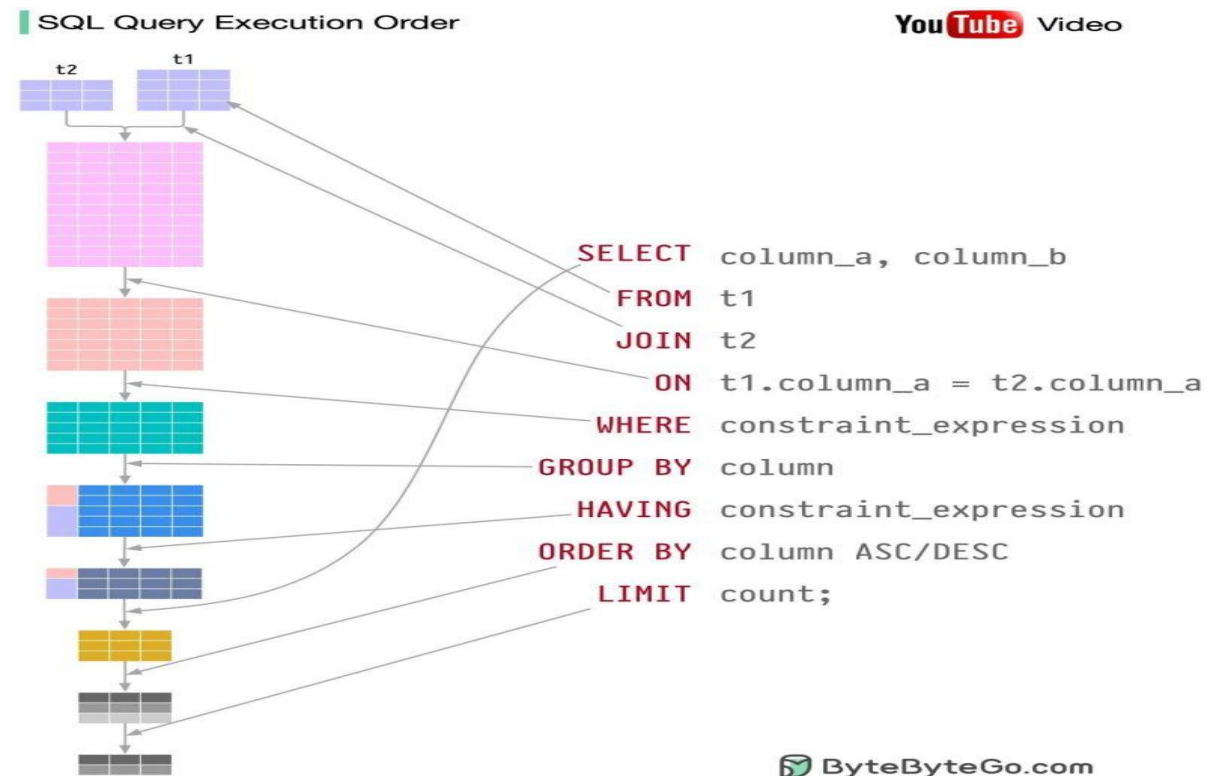 SQL Query Execution Order
YouTube Video
t2 t1
SELECT column_a, column_b
FROM t1
JOIN t2
ON t1.column_a = t2.column_a
WHERE constraint_expression
GROUP BY column
HAVING constraint_expression
ORDER BY column ASC/DESC
LIMIT count;
ByteByteGo.com